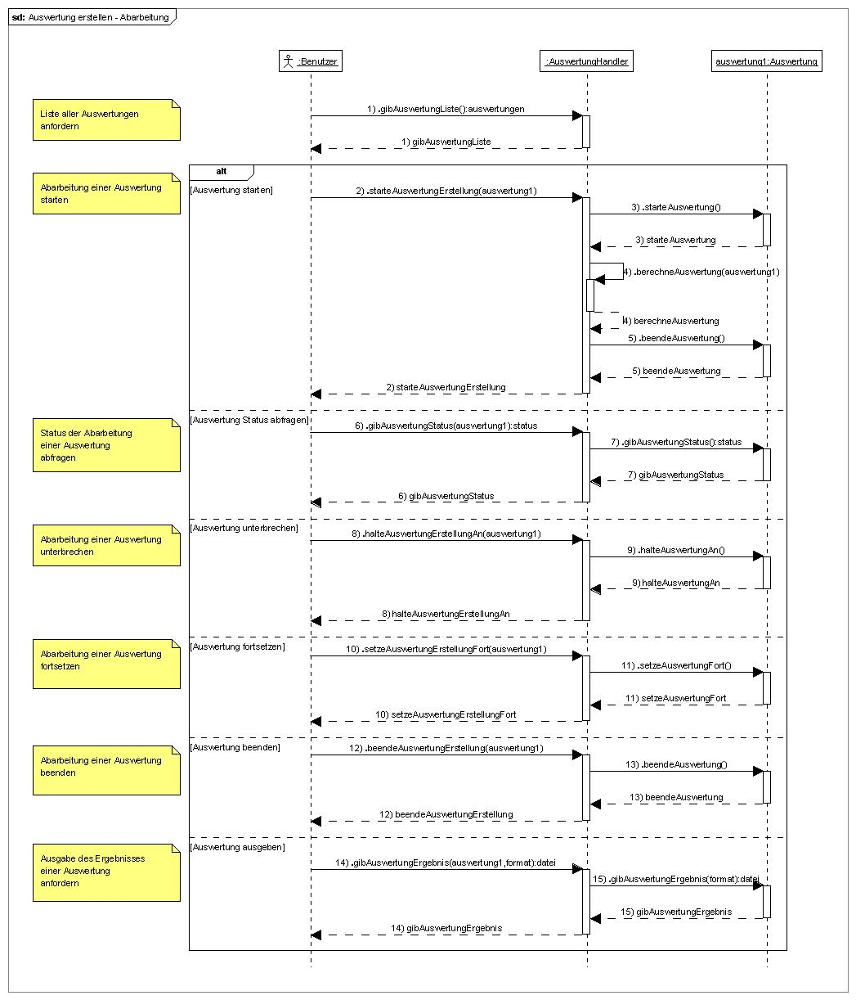 sd: Auswertung erstellen - Abarbeitung
:Benutzer
:AuswertungHandler
auswertung1:Auswertung
Liste aller Auswertungen
anfordern
1) .gibAuswertungListe():auswertungen
1) gibAuswertungListe
alt
Abarbeitung einer Auswertung
starten
[Auswertung starten]
2) .starteAuswertungErstellung(auswertung1)
3) .starteAuswertung()
3) starteAuswertung
4) .berechneAuswertung(auswertung1)
4) berechneAuswertung
5) .beendeAuswertung()
5) beendeAuswertung
2) starteAuswertungErstellung
Status der Abarbeitung
einer Auswertung
abfragen
[Auswertung Status abfragen]
6) .gibAuswertungStatus(auswertung1):status
7) .gibAuswertungStatus():status
7) gibAuswertungStatus
6) gibAuswertungStatus
Abarbeitung einer Auswertung
unterbrechen
[Auswertung unterbrechen]
8) .halteAuswertungErstellungAn(auswertung1)
9) .halteAuswertungAn()
9) halteAuswertungAn
8) halteAuswertungErstellungAn
Abarbeitung einer Auswertung
fortsetzen
[Auswertung fortsetzen]
10) .setzeAuswertungErstellungFort(auswertung1)
11) .setzeAuswertungFort()
11) setzeAuswertungFort
10) setzeAuswertungErstellungFort
Abarbeitung einer Auswertung
beenden
[Auswertung beenden]
12) .beendeAuswertungErstellung(auswertung1)
13) .beendeAuswertung()
13) beendeAuswertung
12) beendeAuswertungErstellung
Ausgabe des Ergebnisses
einer Auswertung
anfordern
[Auswertung ausgeben]
14) .gibAuswertungErgebnis(auswertung1,format):datei
15) .gibAuswertungErgebnis(format):datei
15) gibAuswertungErgebnis
14) gibAuswertungErgebnis